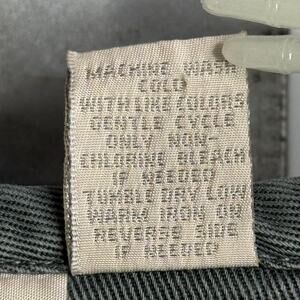 MACHINE WASH
COLD
WITH LIKE COLORS
GENTLE CYCLE
ONLY NON-
CHLORINE BLEACH
IF NEEDED
TUMBLE DRY LOW
WARM IRON ON
REVERSE SIDE
IF NEEDED